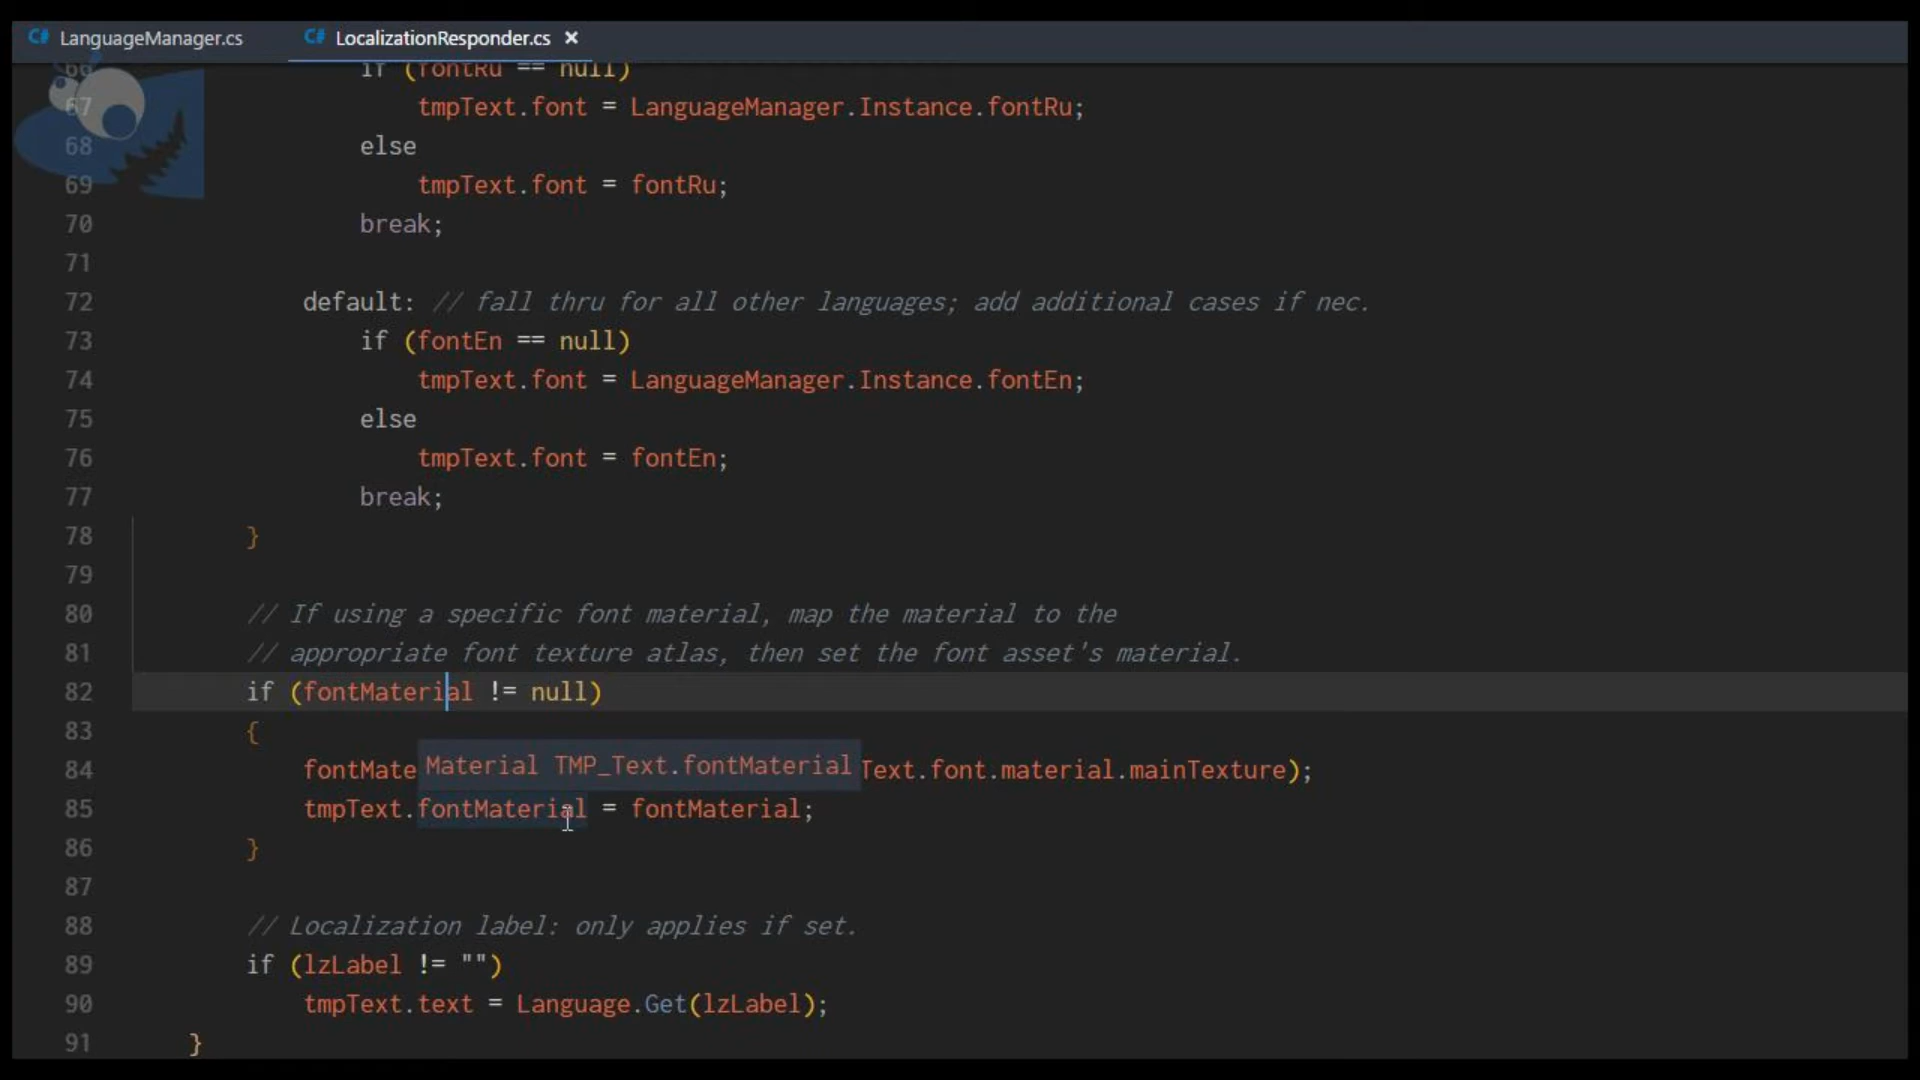 LanguageManager.cs LocalizationResponder.cs
66 if (fontRu == null)
67 tmpText.font = LanguageManager.Instance.fontRu;
68 else
69 tmpText.font = fontRu;
70 break;
71
72 default: // fall thru for all other languages; add additional cases if nec.
73 if (fontEn == null)
74 tmpText.font = LanguageManager.Instance.fontEn;
75 else
76 tmpText.font = fontEn;
77 break;
78 }
79
80 // If using a specific font material, map the material to the
81 // appropriate font texture atlas, then set the font asset's material.
82 if (fontMaterial != null)
83 {
84 fontMate Material TMP_Text.fontMaterial Text.font.material.mainTexture);
85 tmpText.fontMaterial = fontMaterial;
86 }
87
88 // Localization label: only applies if set.
89 if (lzLabel != "")
90 tmpText.text = Language.Get(lzLabel);
91 }